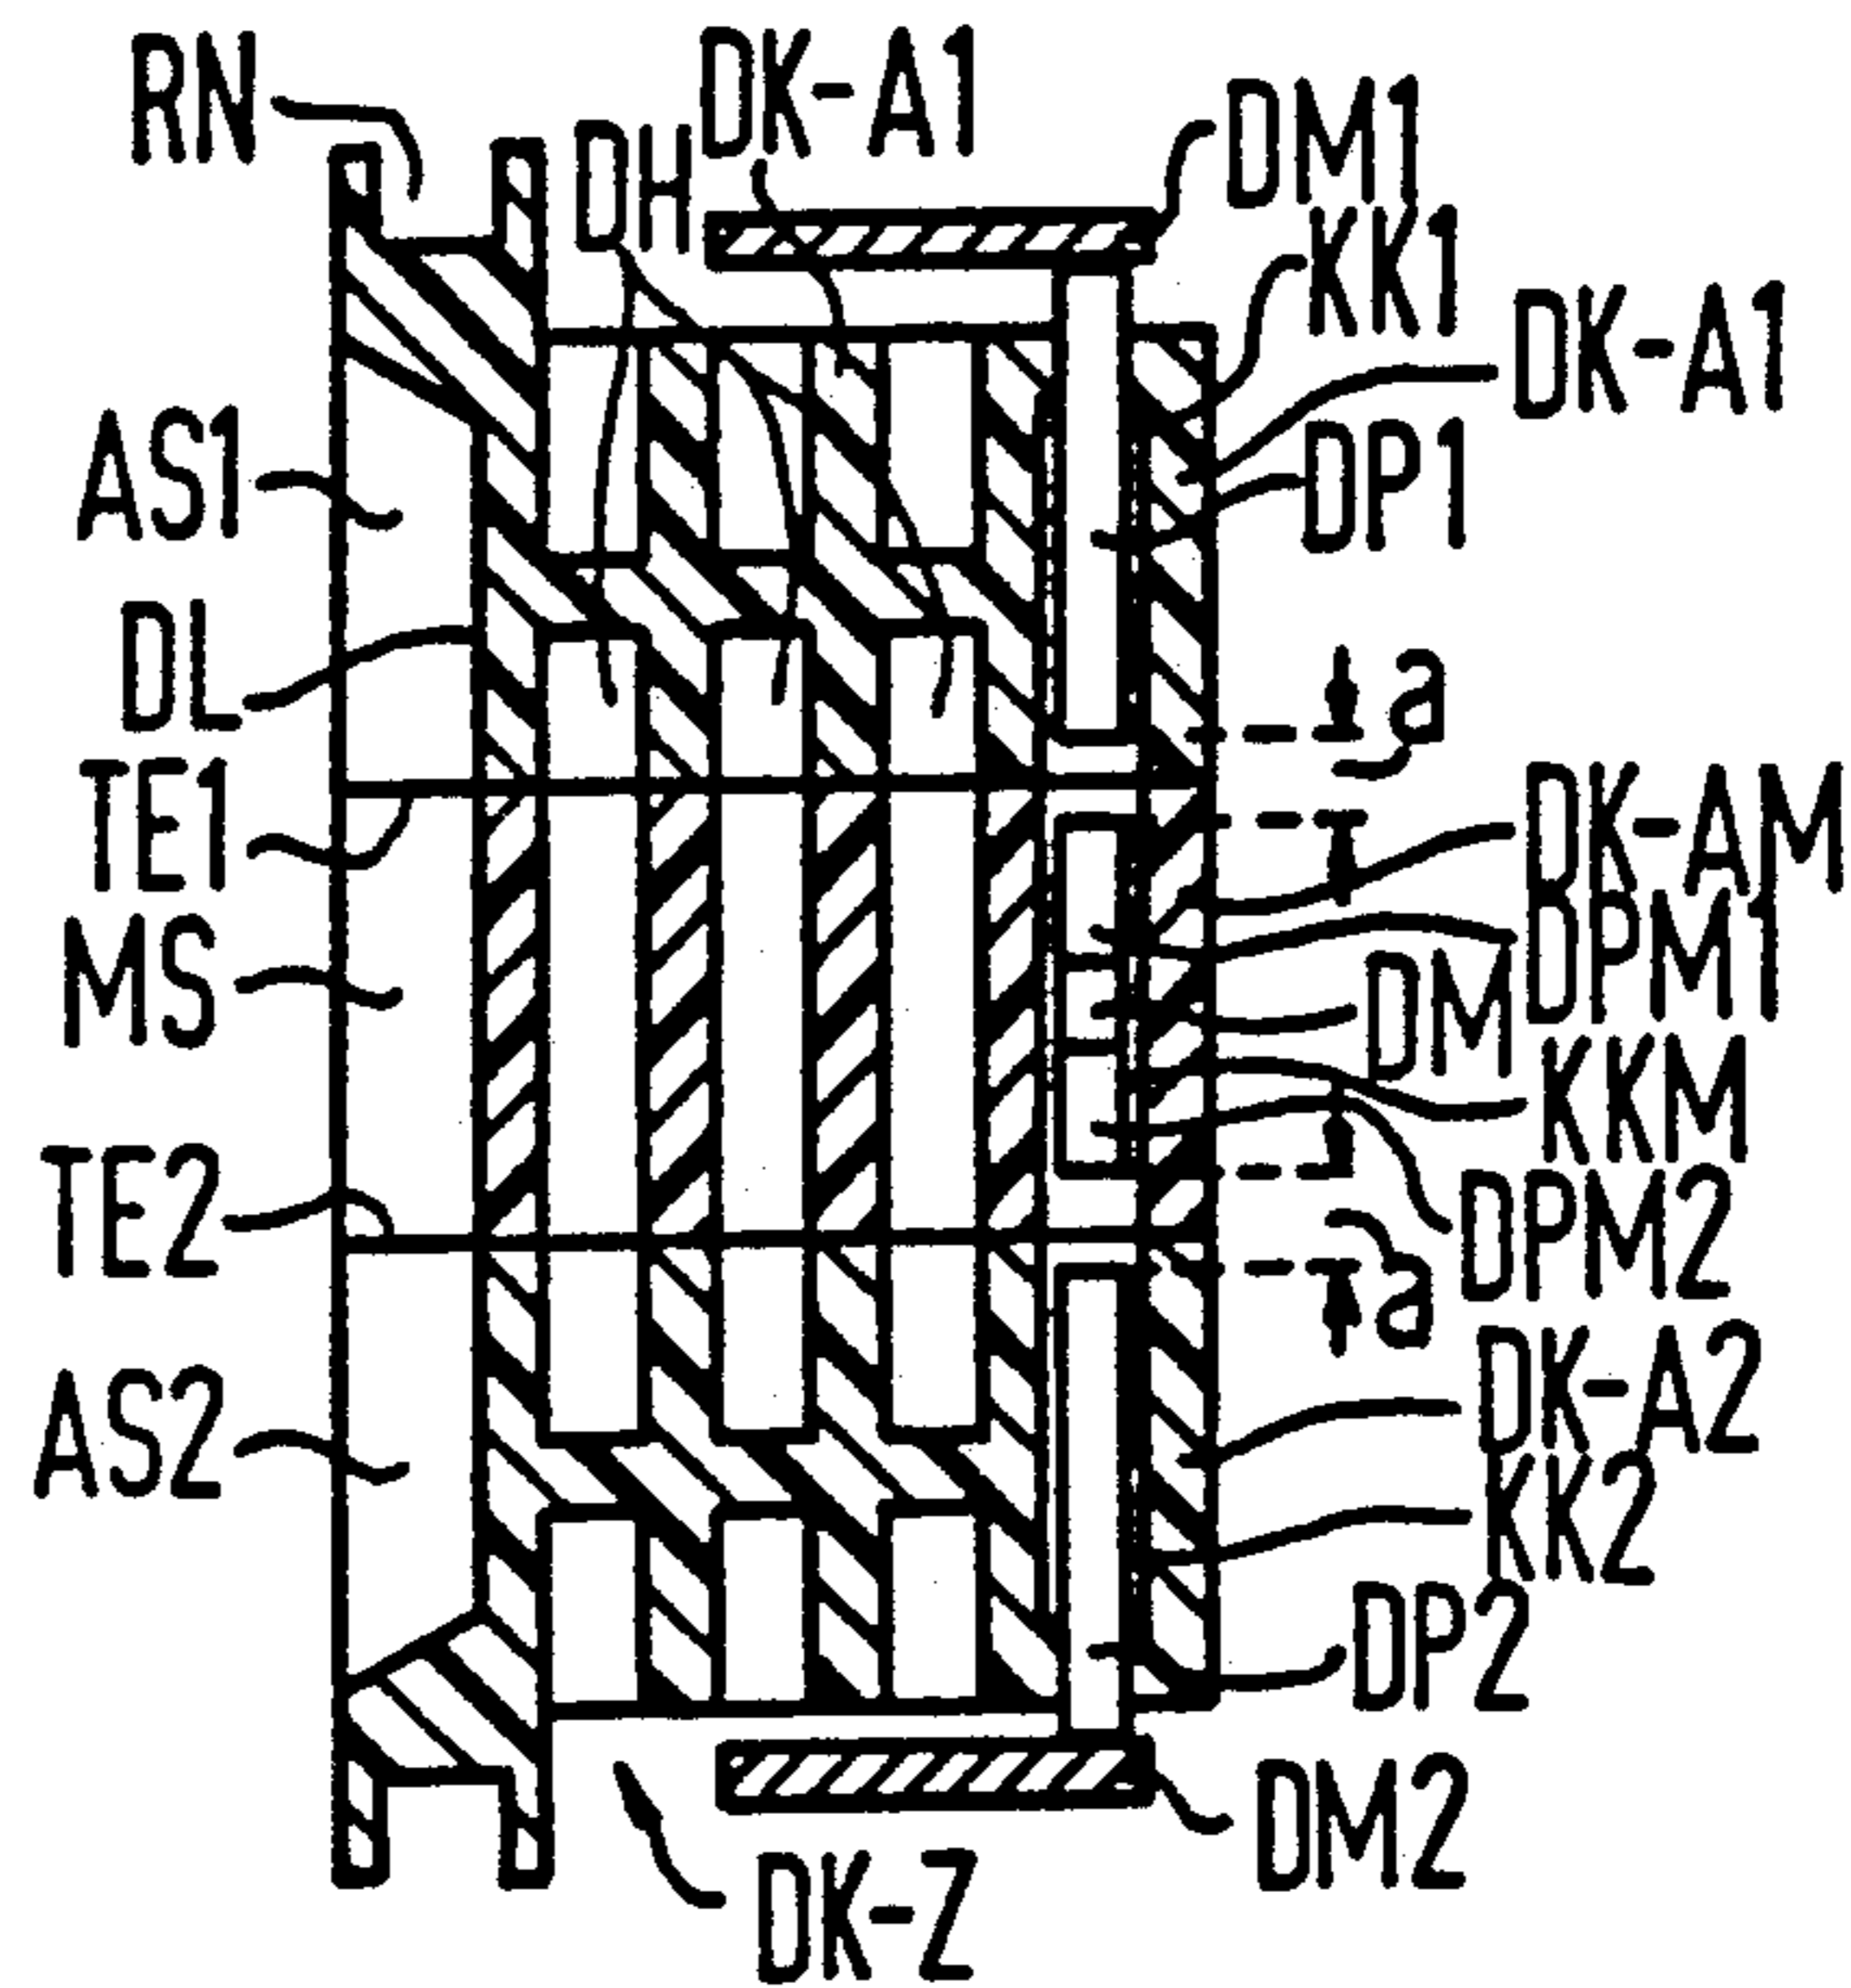 RN
DK-A1
DH
DM1
KK1
DK-A1
AS1
DP1
DL
a
TE1
DK-AM
DPM1
MS
DM
KKM
TE2
DPM2
a
DK-A2
AS2
KK2
DP2
DM2
DK-Z